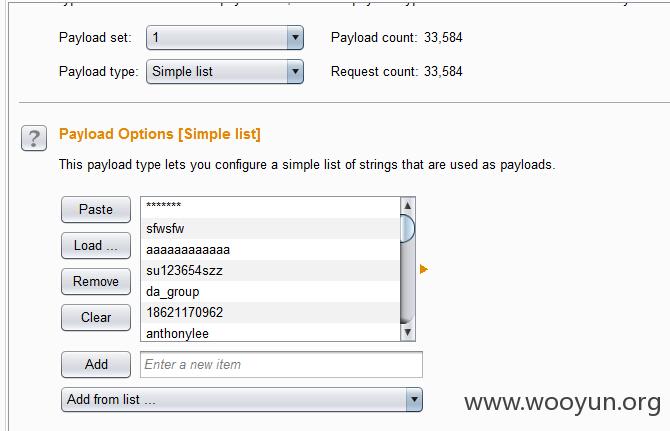 Payload set: 1 Payload count: 33,584
Payload type: Simple list Request count: 33,584
?
Payload Options [Simple list]
This payload type lets you configure a simple list of strings that are used as payloads.
Paste
Load ...
Remove
Clear
*******
sfwsfw
aaaaaaaaaaaa
su123654szz
da_group
18621170962
anthonylee
Add
Enter a new item
Add from list ...
www.wooyun.org